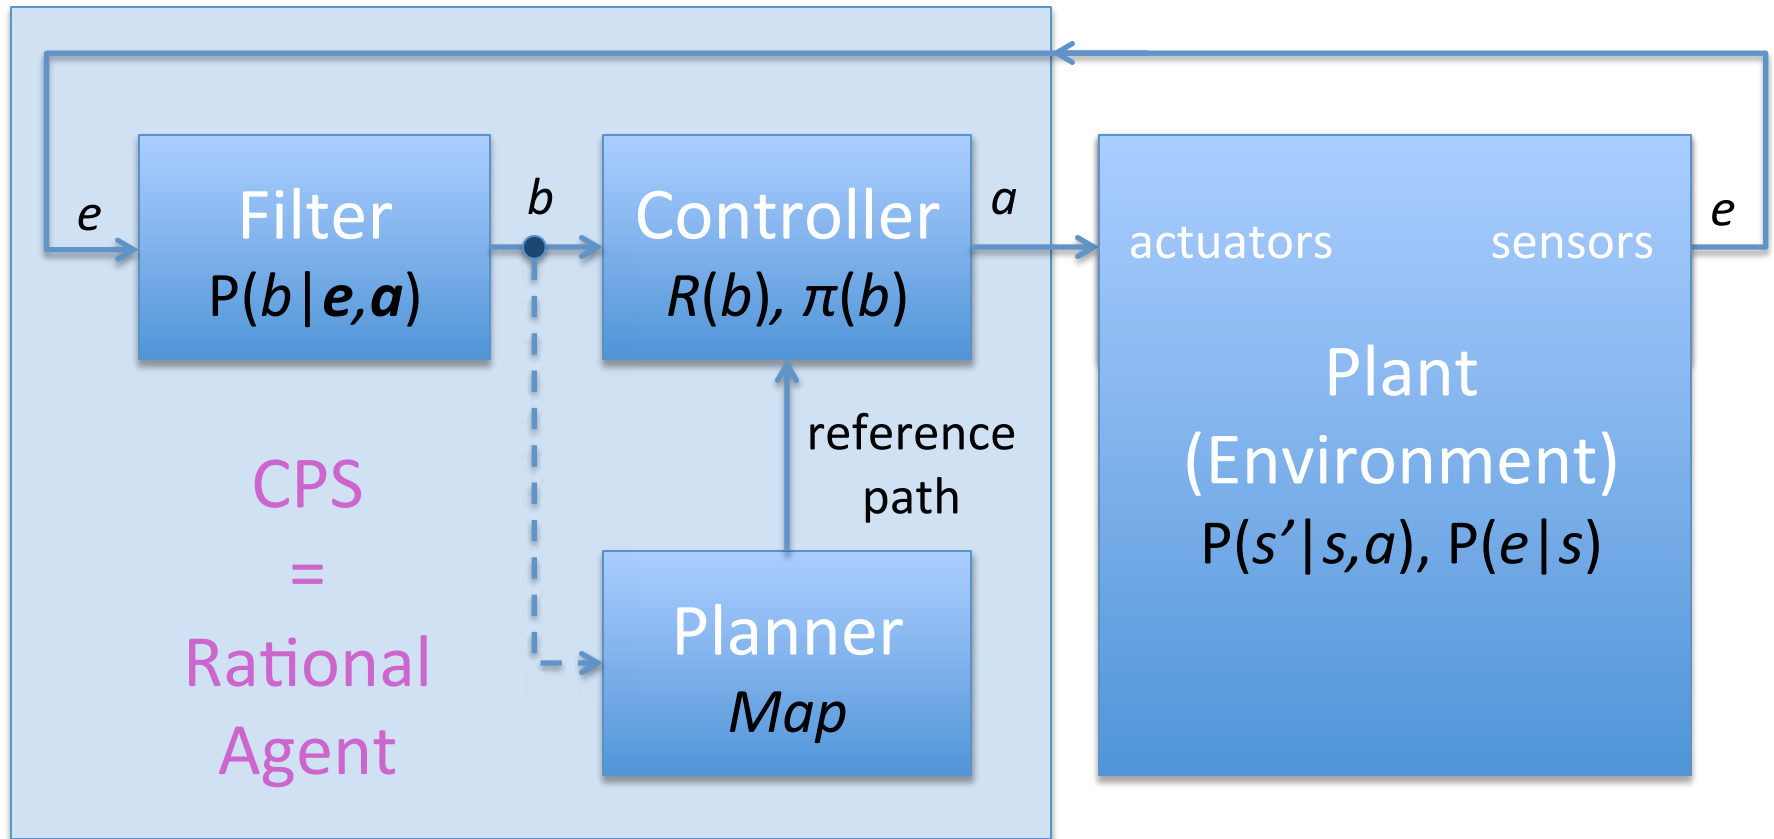 e
Filter
P(b|e,a)
b
Controller
R(b), π(b)
a
actuators
sensors
e
Plant
(Environment)
P(s’|s,a), P(e|s)
reference
path
CPS
=
Rational
Agent
Planner
Map